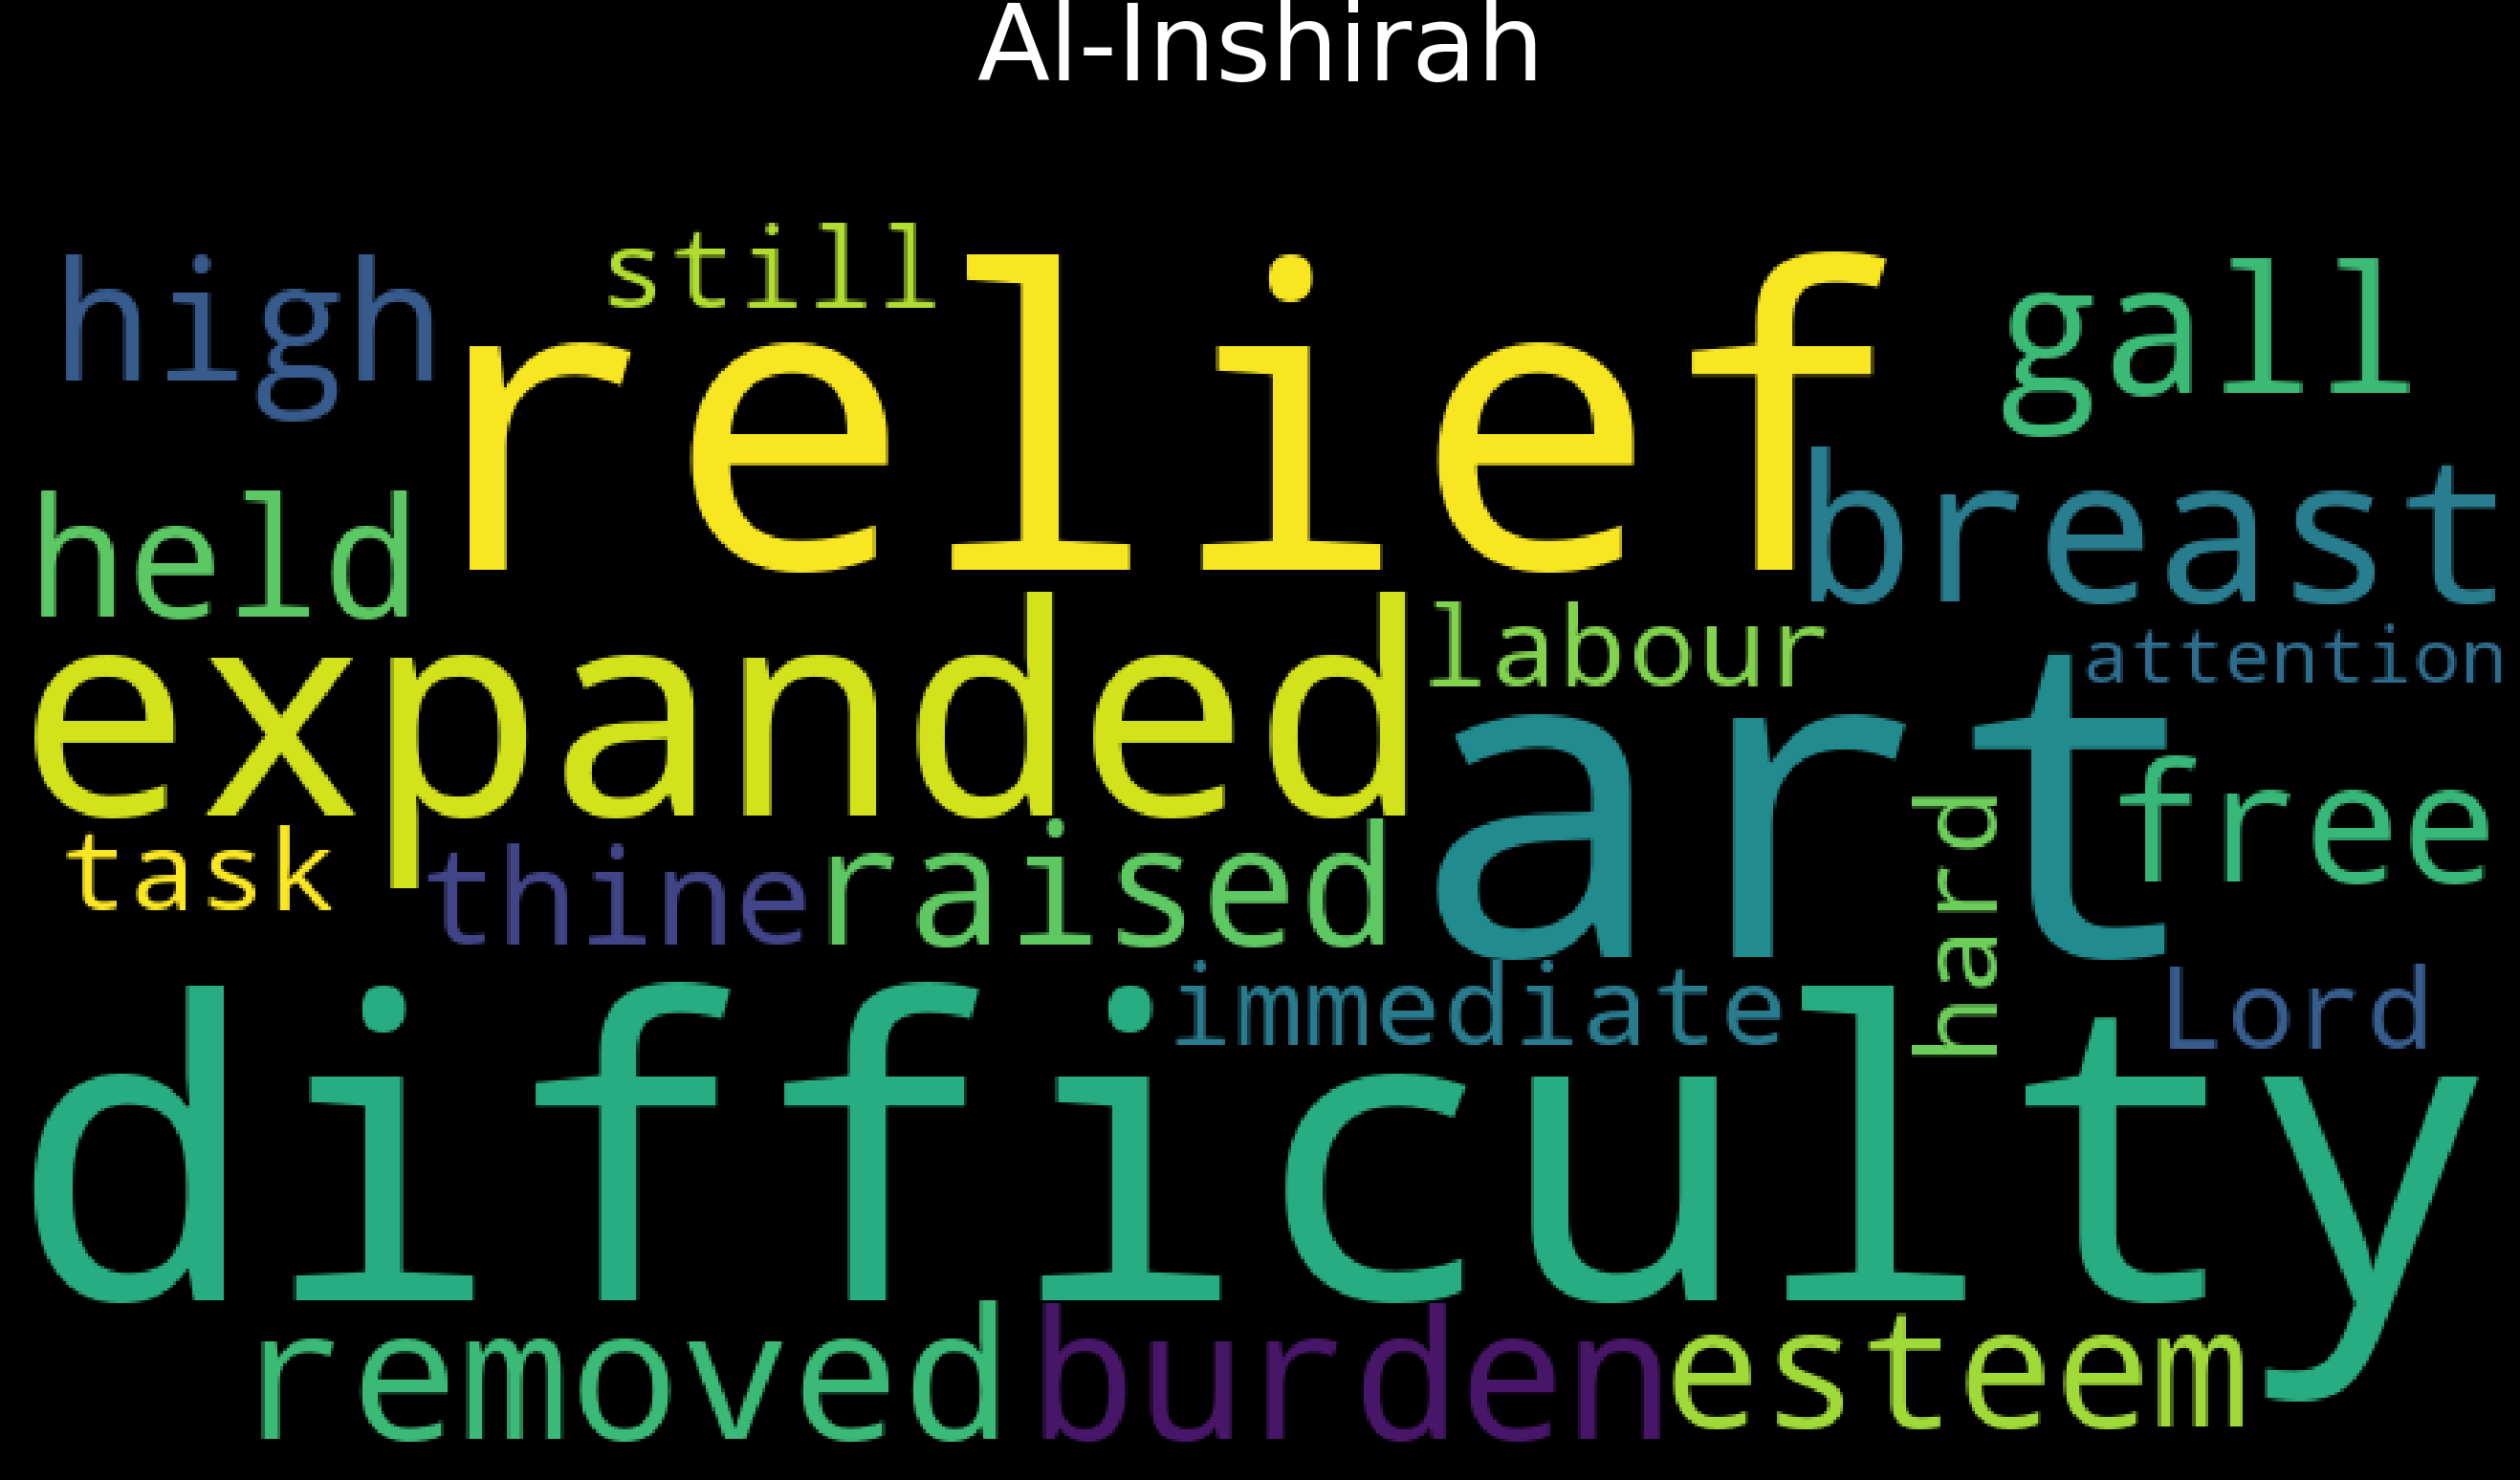 Al-Inshirah
still
high relief gall
held breast
expanded labour attention
art free
task thine raised hard
immediate Lord
difficulty
removed burden esteem